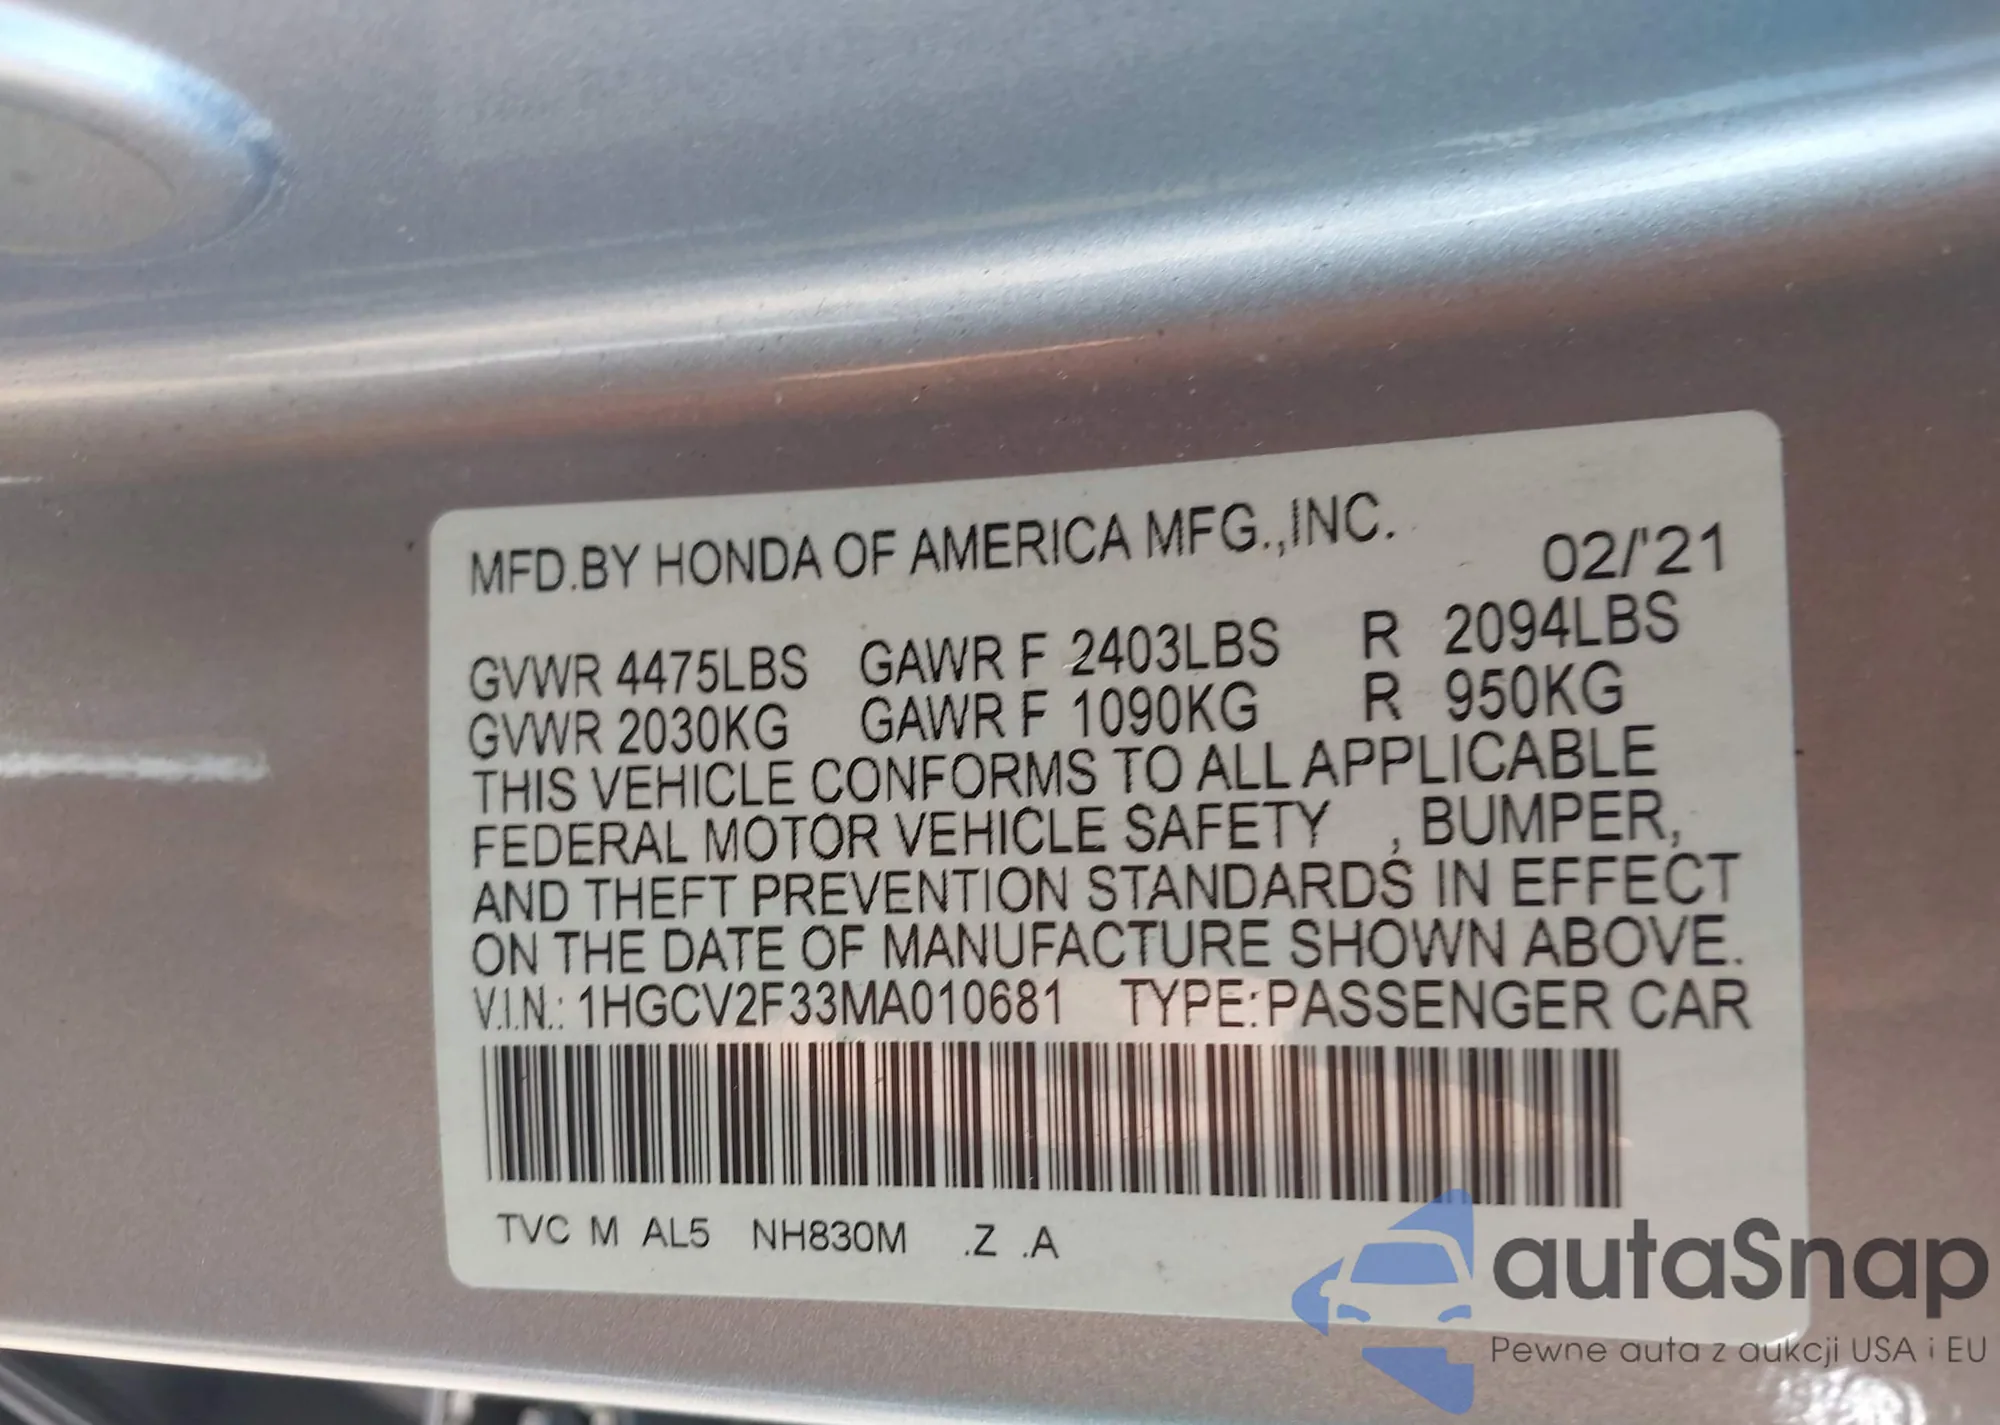 MFD.BY HONDA OF AMERICA MFG.,INC. 02/'21
GVWR 4475LBS GAWR F 2403LBS R 2094LBS
GVWR 2030KG GAWR F 1090KG R 950KG
THIS VEHICLE CONFORMS TO ALL APPLICABLE
FEDERAL MOTOR VEHICLE SAFETY , BUMPER,
AND THEFT PREVENTION STANDARDS IN EFFECT
ON THE DATE OF MANUFACTURE SHOWN ABOVE.
V.I.N.: 1HGCV2F33MA010681 TYPE:PASSENGER CAR
TVC M AL5 NH830M .Z .A
autaSnap
Pewne auta z aukcji USA i EU